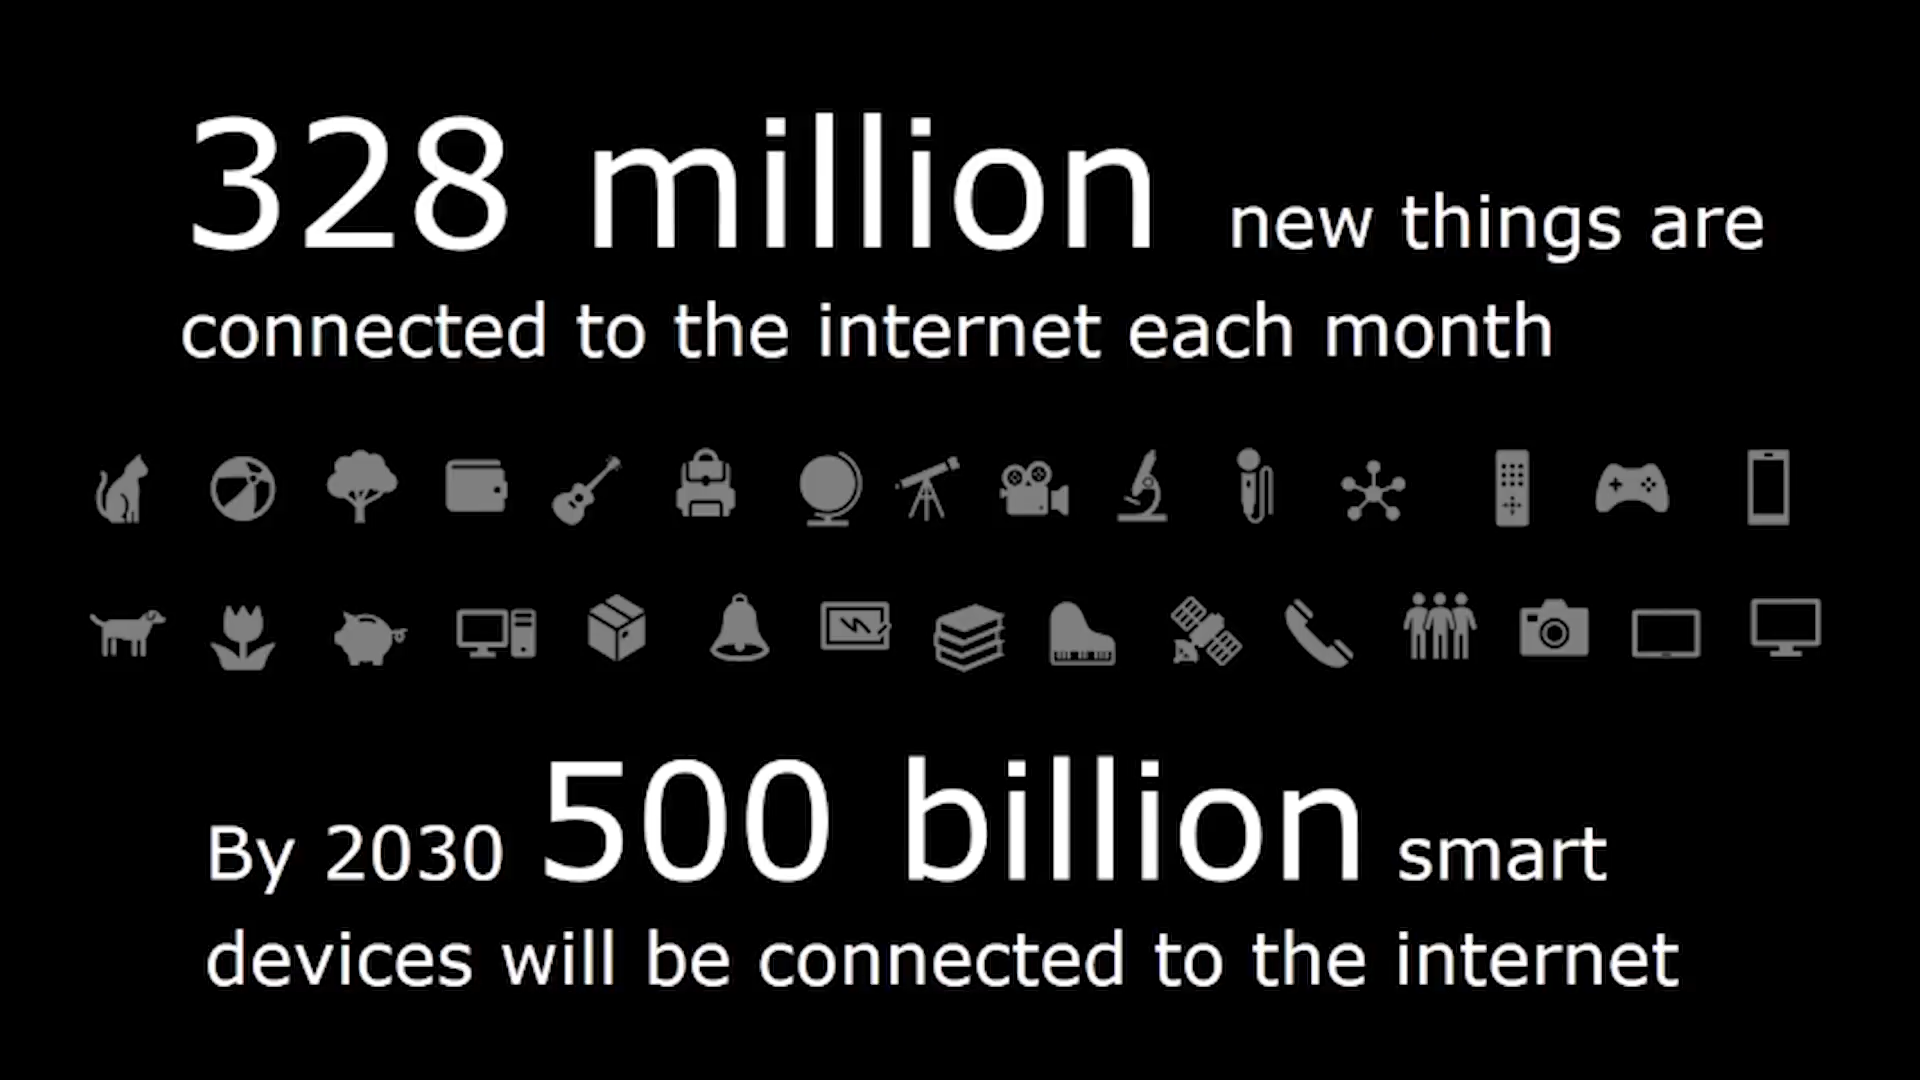 328 million new things are
connected to the internet each month
By 2030 500 billion smart
devices will be connected to the internet